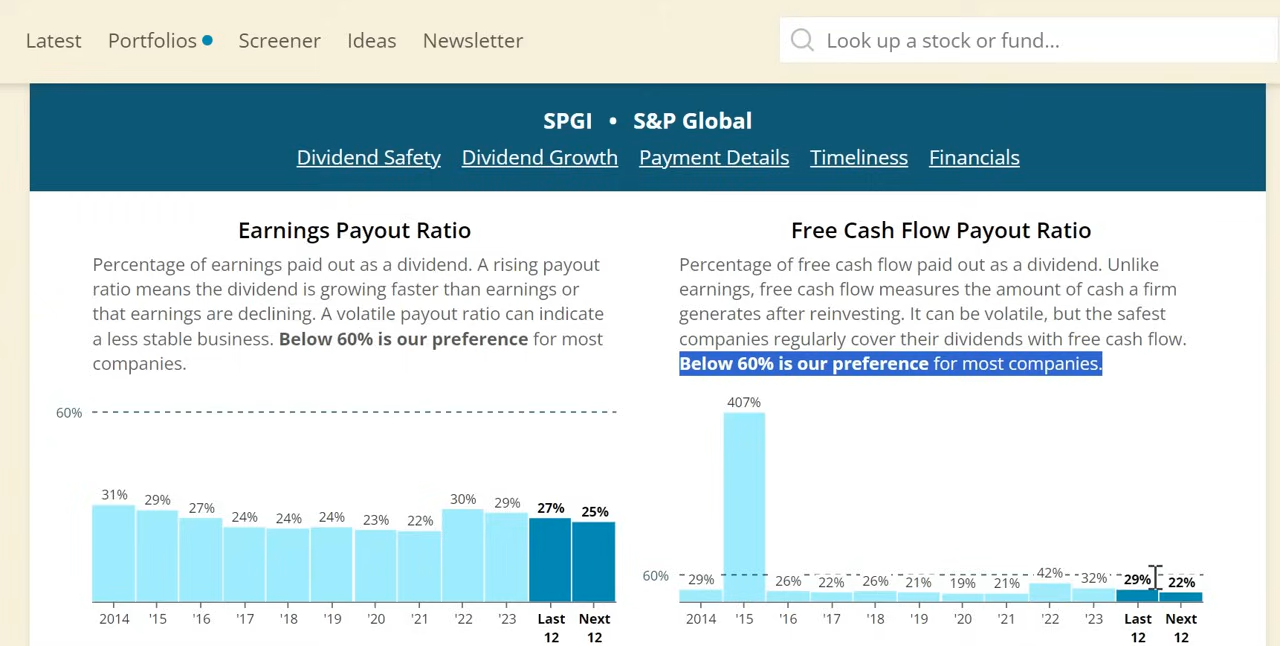 Latest Portfolios Screener Ideas Newsletter Look up a stock or fund...
SPGI • S&P Global
Dividend Safety Dividend Growth Payment Details Timeliness Financials
Earnings Payout Ratio
Percentage of earnings paid out as a dividend. A rising payout
ratio means the dividend is growing faster than earnings or
that earnings are declining. A volatile payout ratio can indicate
a less stable business. Below 60% is our preference for most
companies.
60%
31% 29% 27% 24% 24% 24% 23% 22% 30% 29% 27% 25%
2014 '15 '16 '17 '18 '19 '20 '21 '22 '23 Last 12 Next 12
Free Cash Flow Payout Ratio
Percentage of free cash flow paid out as a dividend. Unlike
earnings, free cash flow measures the amount of cash a firm
generates after reinvesting. It can be volatile, but the safest
companies regularly cover their dividends with free cash flow.
Below 60% is our preference for most companies.
407%
60%
29% 26% 22% 26% 21% 19% 21% 42% 32% 29% 22%
2014 '15 '16 '17 '18 '19 '20 '21 '22 '23 Last 12 Next 12